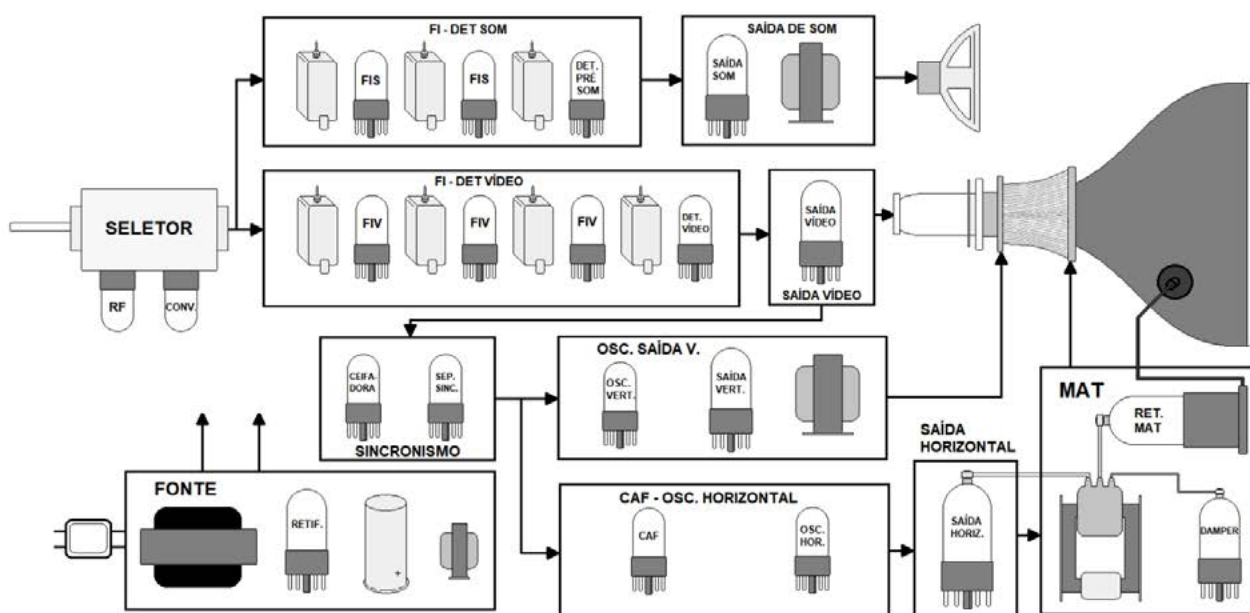 FI - DET SOM
FIS
FIS
DET.
PRÉ
SOM
SAÍDA DE SOM
SAÍDA
SOM
SELETOR
RF
CONV.
FI - DET VÍDEO
FIV
FIV
FIV
DET.
VÍDEO
SAÍDA
VÍDEO
SAÍDA VÍDEO
CEIFA-
DORA
SEP.
SINC.
SINCRONISMO
OSC. SAÍDA V.
OSC.
VERT.
SAÍDA
VERT.
MAT
RET.
MAT
DAMPER
FONTE
RETIF.
+
CAF - OSC. HORIZONTAL
CAF
OSC.
HOR.
SAÍDA
HORIZONTAL
SAÍDA
HORIZ.